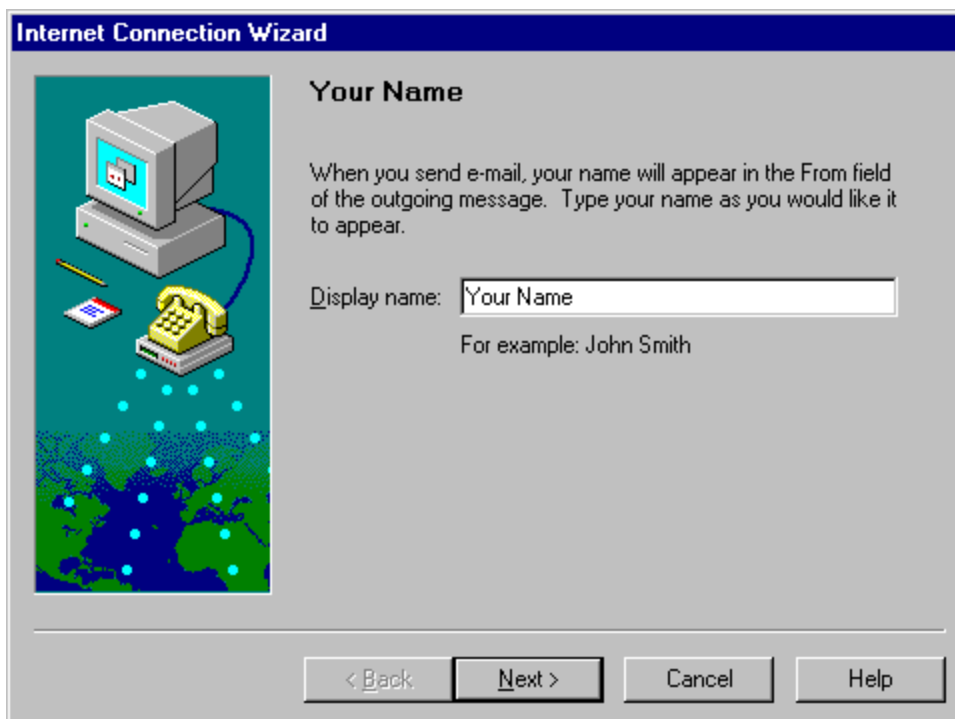 Internet Connection Wizard
Your Name
When you send e-mail, your name will appear in the From field
of the outgoing message.  Type your name as you would like it
to appear.
Display name: Your Name
For example: John Smith
< Back
Next >
Cancel
Help